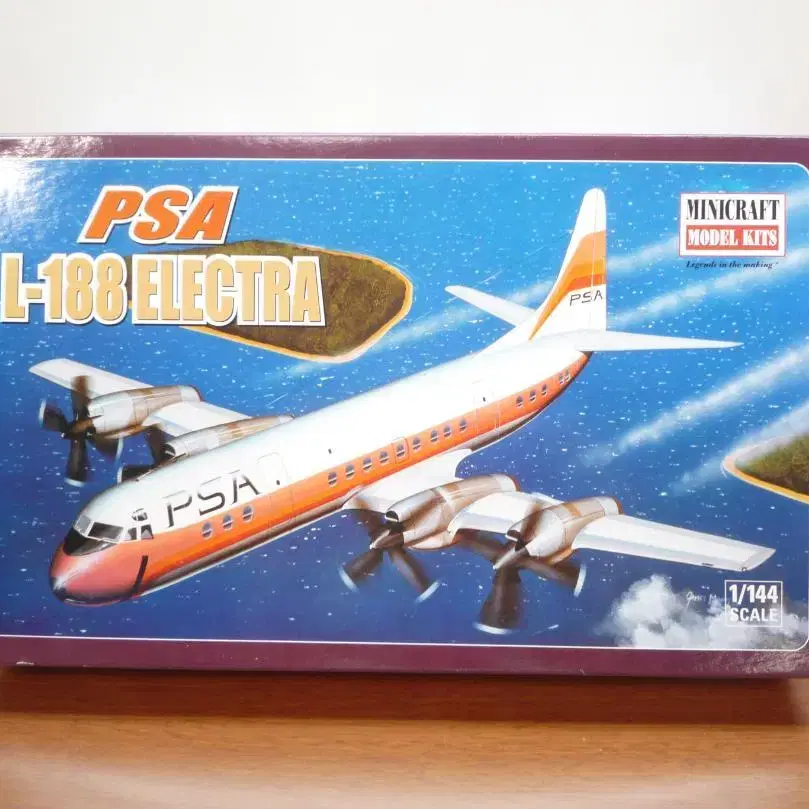 PSA
L-188 ELECTRA
MINICRAFT
MODEL KITS
Legends in the making
PSA
PSA
1/144
SCALE